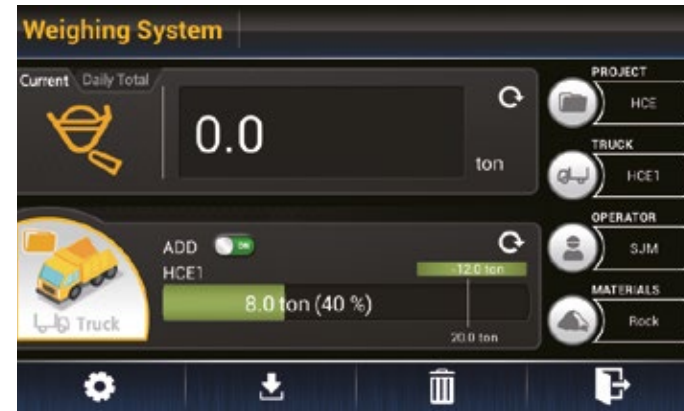 Weighing System
Current Daily Total
0.0
ton
ADD ON
HCE1
-12.0 ton
8.0 ton (40 %)
20.0 ton
Truck
PROJECT
HCE
TRUCK
HCE1
OPERATOR
SJM
MATERIALS
Rock